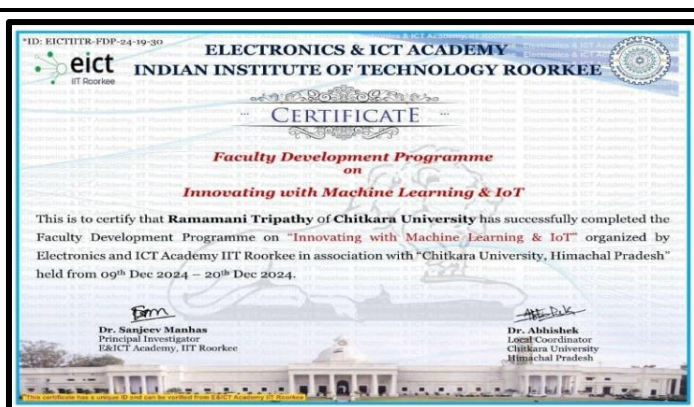 *ID: EICTIITR-FDP-24-19-30
eict
IIT Roorkee
ELECTRONICS & ICT ACADEMY
INDIAN INSTITUTE OF TECHNOLOGY ROORKEE
CERTIFICATE
Faculty Development Programme
on
Innovating with Machine Learning & IoT
This is to certify that Ramamani Tripathy of Chitkara University has successfully completed the
Faculty Development Programme on "Innovating with Machine Learning & IoT" organized by
Electronics and ICT Academy IIT Roorkee in association with "Chitkara University, Himachal Pradesh"
held from 09th Dec 2024 – 20th Dec 2024.
Dr. Sanjeev Manhas
Principal Investigator
E&ICT Academy, IIT Roorkee
Dr. Abhishek
Local Coordinator
Chitkara University
Himachal Pradesh
*This certificate has a unique ID and can be verified from E&ICT Academy IIT Roorkee